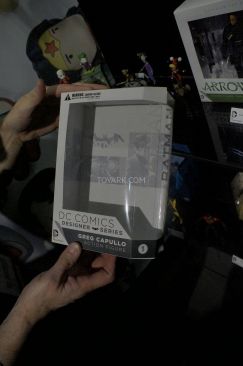 TOYARK.COM
BATMAN
DC COMICS
DESIGNER SERIES
GREG CAPULLO
ACTION FIGURE
ARROW